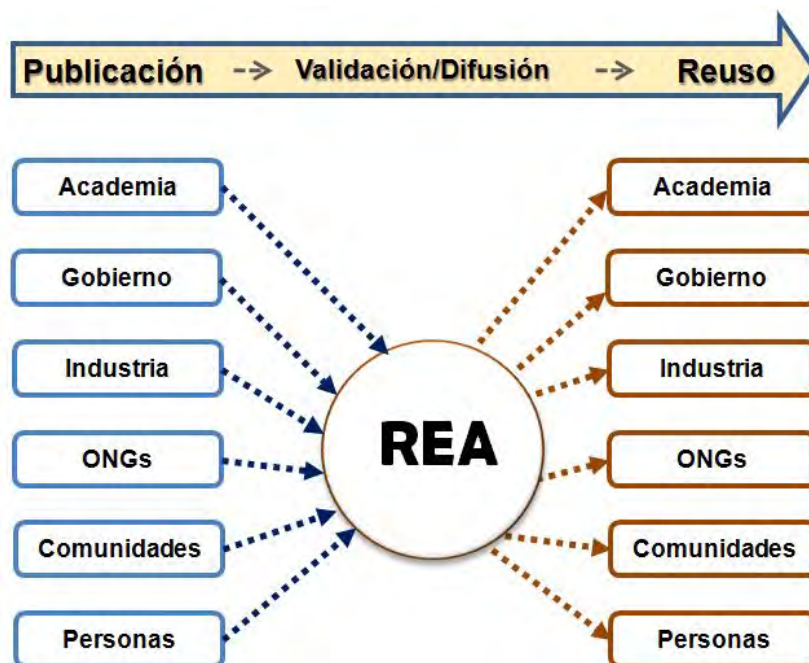 Publicación --> Validación/Difusión --> Reuso
Academia
Gobierno
Industria
ONGs
Comunidades
Personas
REA
Academia
Gobierno
Industria
ONGs
Comunidades
Personas